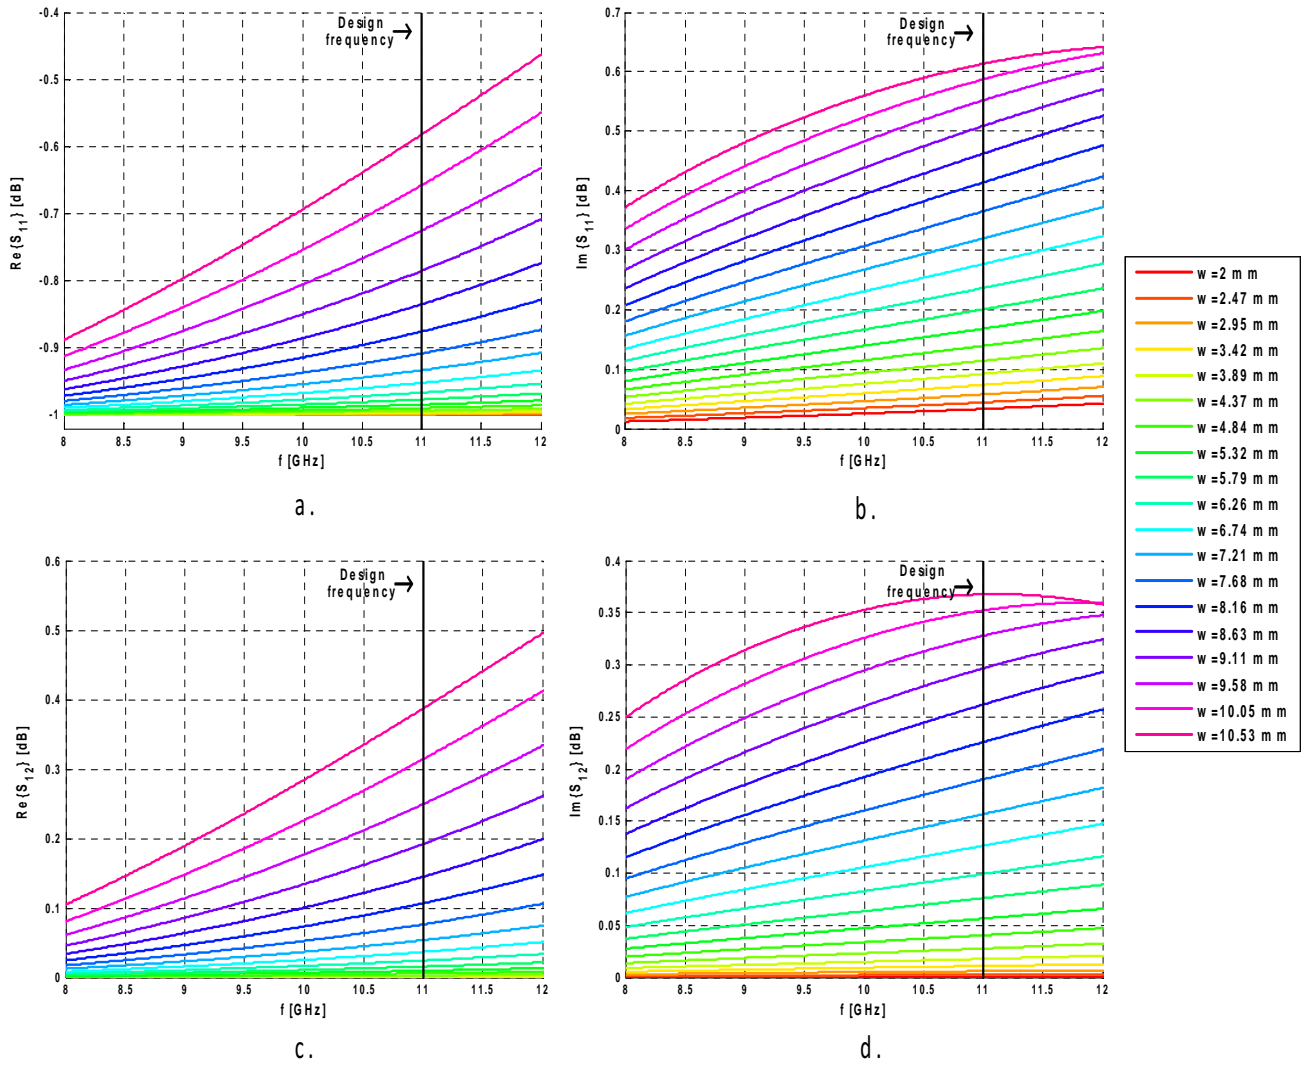 -0.4
-0.5
-0.6
-0.7
-0.8
-0.9
-1
Re{S11} [dB]
Design
frequency
8 8.5 9 9.5 10 10.5 11 11.5 12
f [GHz]
a.
0.7
0.6
0.5
0.4
0.3
0.2
0.1
0
Im{S11} [dB]
Design
frequency
8 8.5 9 9.5 10 10.5 11 11.5 12
f [GHz]
b.
0.6
0.5
0.4
0.3
0.2
0.1
0
Re{S12} [dB]
Design
frequency
8 8.5 9 9.5 10 10.5 11 11.5 12
f [GHz]
c.
0.4
0.35
0.3
0.25
0.2
0.15
0.1
0.05
0
Im{S12} [dB]
Design
frequency
8 8.5 9 9.5 10 10.5 11 11.5 12
f [GHz]
d.
w=2 mm
w=2.47 mm
w=2.95 mm
w=3.42 mm
w=3.89 mm
w=4.37 mm
w=4.84 mm
w=5.32 mm
w=5.79 mm
w=6.26 mm
w=6.74 mm
w=7.21 mm
w=7.68 mm
w=8.16 mm
w=8.63 mm
w=9.11 mm
w=9.58 mm
w=10.05 mm
w=10.53 mm